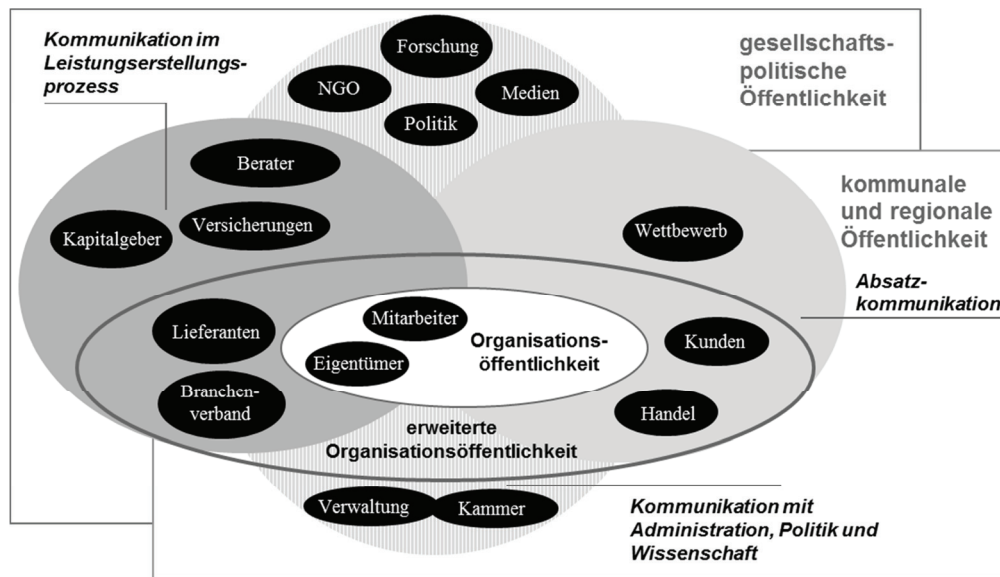 Kommunikation im
Leistungserstellungs-
prozess
Forschung
NGO
Medien
Politik
gesellschafts-
politische
Öffentlichkeit
Berater
Kapitalgeber
Versicherungen
Wettbewerb
kommunale
und regionale
Öffentlichkeit
Absatz-
kommunikation
Lieferanten
Mitarbeiter
Eigentümer
Organisations-
öffentlichkeit
Kunden
Branchen-
verband
Handel
erweiterte
Organisationsöffentlichkeit
Verwaltung
Kammer
Kommunikation mit
Administration, Politik und
Wissenschaft